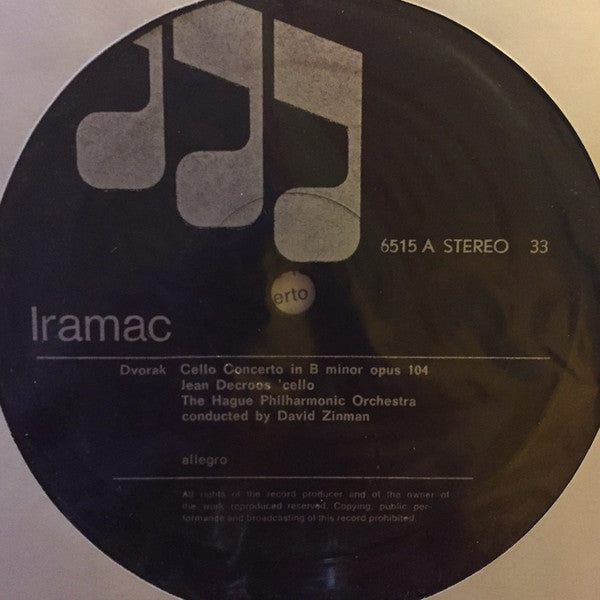 6515 A STEREO 33
erto
Iramac
Dvorak Cello Concerto in B minor opus 104
Jean Decroos 'cello
The Hague Philharmonic Orchestra
conducted by David Zinman
allegro
All rights of the record producer and of the owner of
the work reproduced reserved. Copying, public per-
formance and broadcasting of this record prohibited.